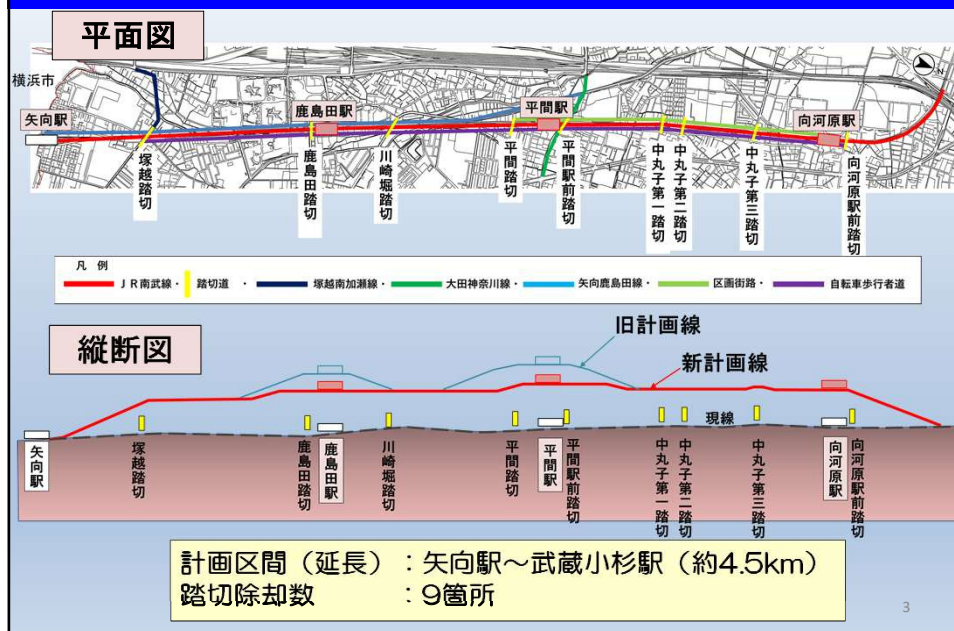 平面図
横浜市
N
矢向駅
鹿島田駅
平間駅
向河原駅
塚越踏切
鹿島田踏切
川崎堀踏切
平間踏切
平間駅前踏切
中丸子第一踏切
中丸子第二踏切
中丸子第三踏切
向河原駅前踏切
凡 例
JR南武線・ 踏切道 ・ 塚越南加瀬線・ 大田神奈川線・ 矢向鹿島田線・ 区画街路・ 自転車歩行者道
縦断図
旧計画線
新計画線
現線
矢向駅
塚越踏切
鹿島田踏切
鹿島田駅
川崎堀踏切
平間踏切
平間駅
平間駅前踏切
中丸子第一踏切
中丸子第二踏切
中丸子第三踏切
向河原駅
向河原駅前踏切
計画区間（延長）：矢向駅～武蔵小杉駅（約4.5km）
踏切除却数 ：9箇所
3